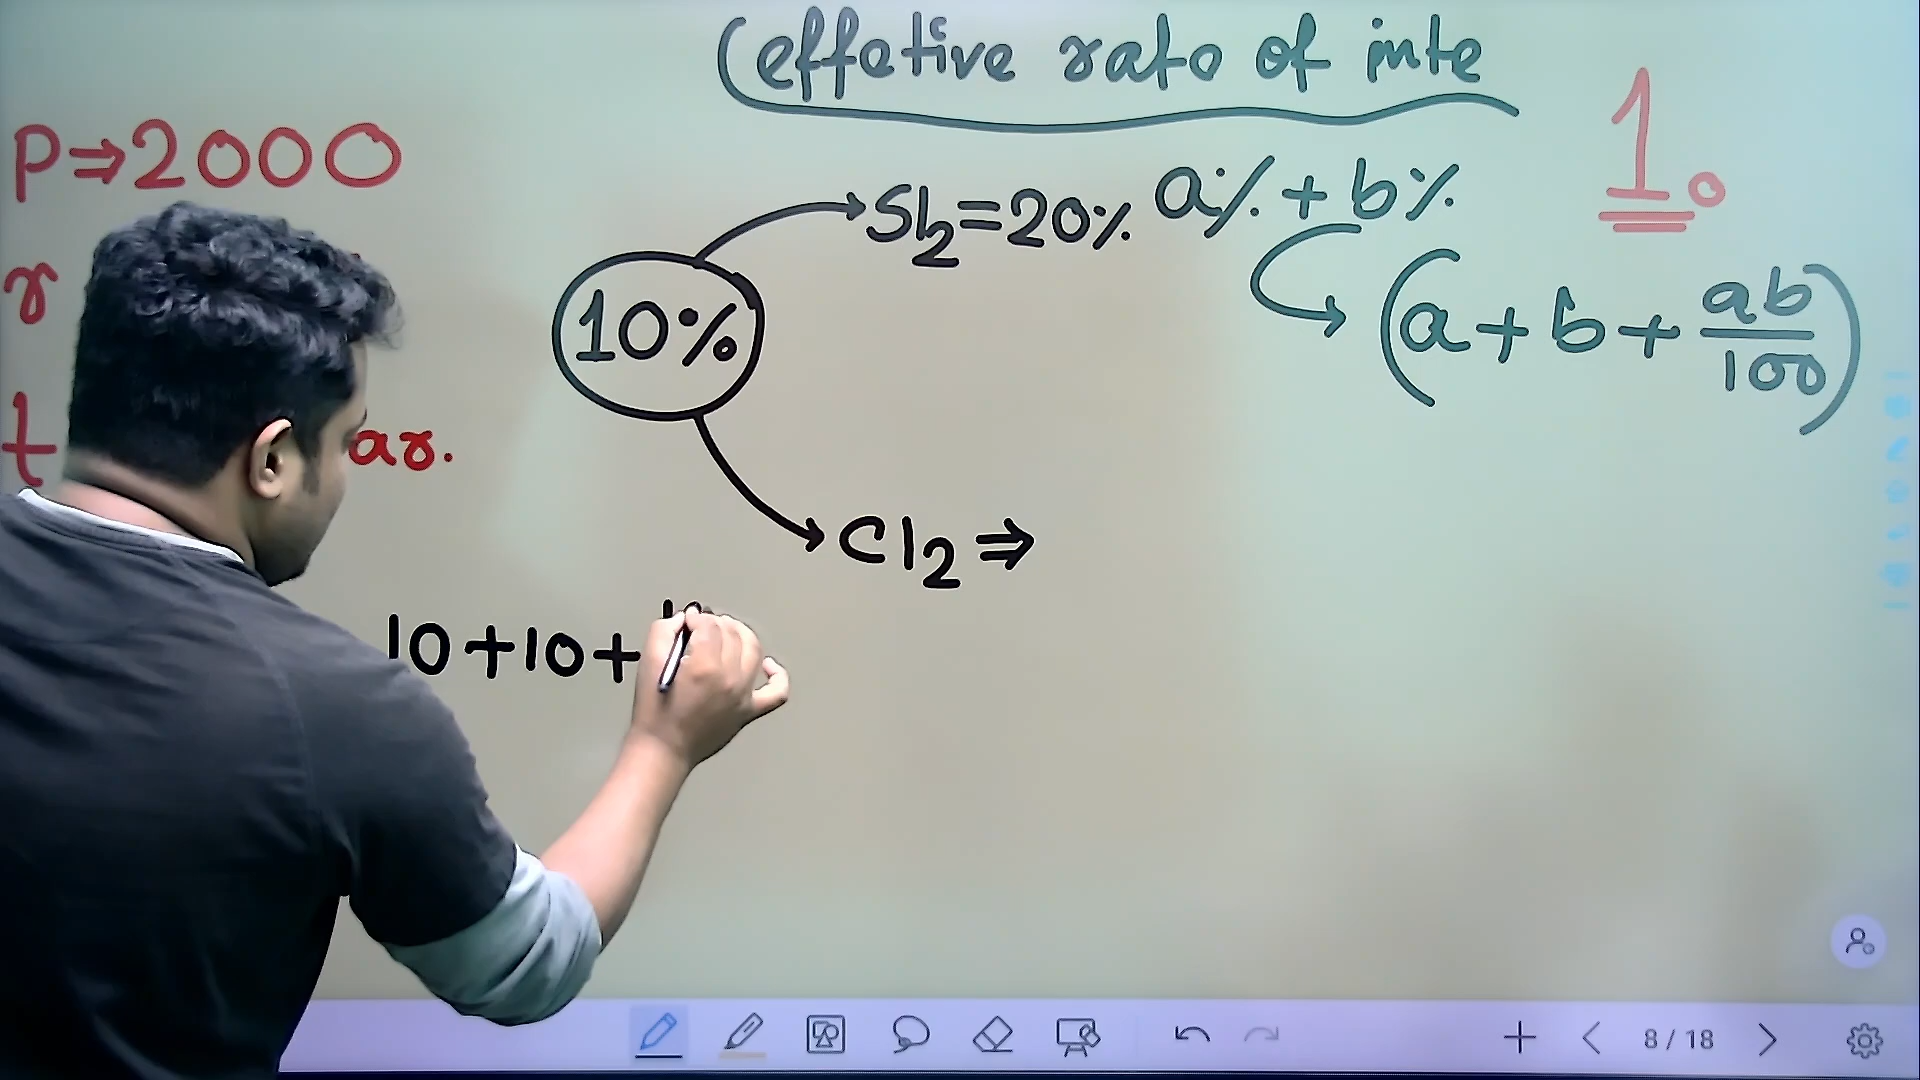 (effetive rato of inte
1.
P⇒2000
SI2=20% a%+b%
r
10%
(a+b+ab/100)
t ar.
CI2⇒
10+10+
8/18